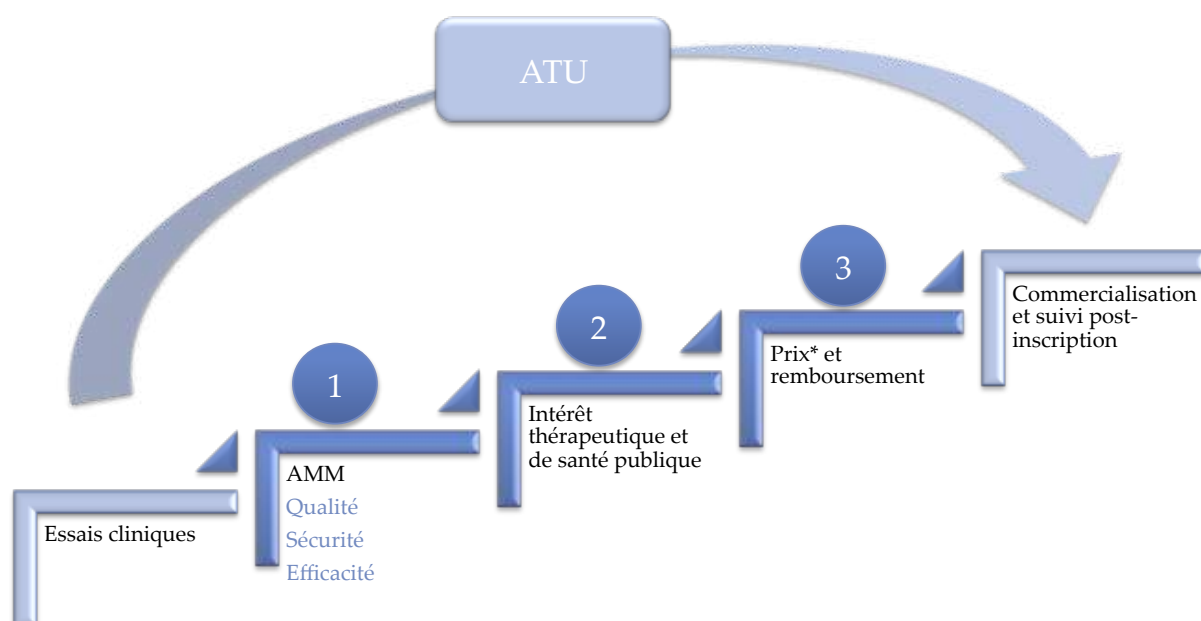 ATU
1
2
3
Essais cliniques
AMM
Qualité
Sécurité
Efficacité
Intérêt
thérapeutique et
de santé publique
Prix* et
remboursement
Commercialisation
et suivi post-
inscription